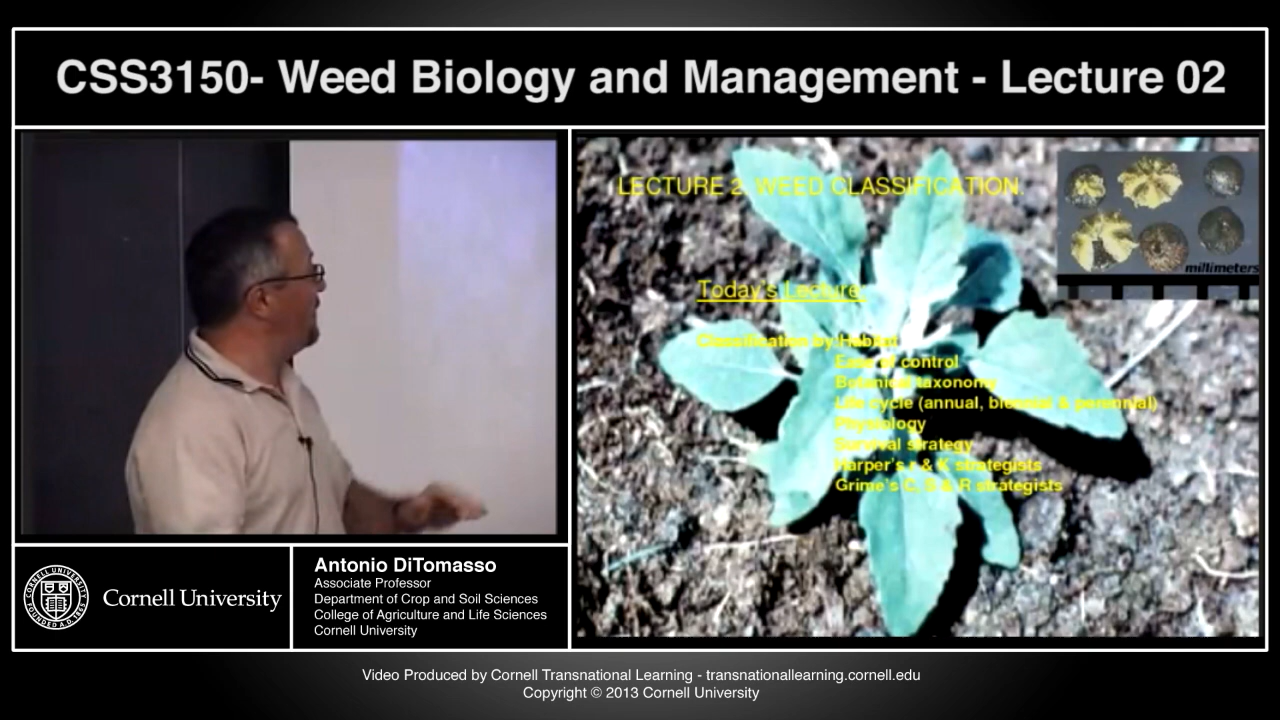 CSS3150- Weed Biology and Management - Lecture 02
LECTURE 2. WEED CLASSIFICATION.
millimeters
Today's Lecture:
Classification by:Habitat
Ease of control
Botanical taxonomy
Life cycle (annual, biennial & perennial)
Physiology
Survival strategy
Harper's r & K strategists
Grime's C, S & R strategists
CORNELL UNIVERSITY
FOUNDED A.D.
Cornell University
Antonio DiTomasso
Associate Professor
Department of Crop and Soil Sciences
College of Agriculture and Life Sciences
Cornell University
Video Produced by Cornell Transnational Learning - transnationallearning.cornell.edu
Copyright © 2013 Cornell University